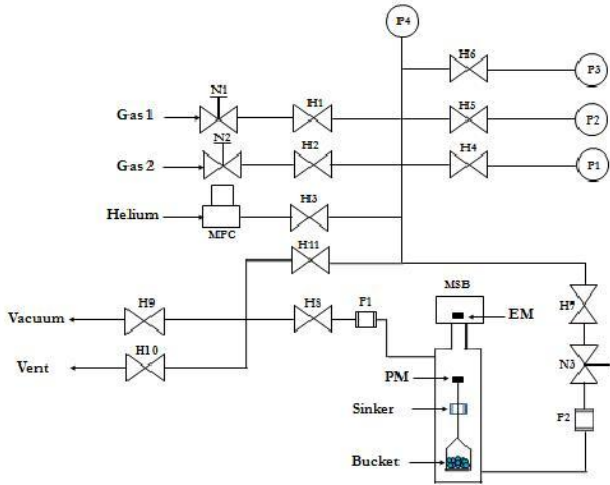 P4
H6
P3
N1
Gas 1
H1
H5
P2
N2
Gas 2
H2
H4
P1
Helium
H3
MFC
H11
MSB
H7
H9
H8
F1
EM
Vacuum
H10
N3
Vent
PM
Sinker
F2
Bucket